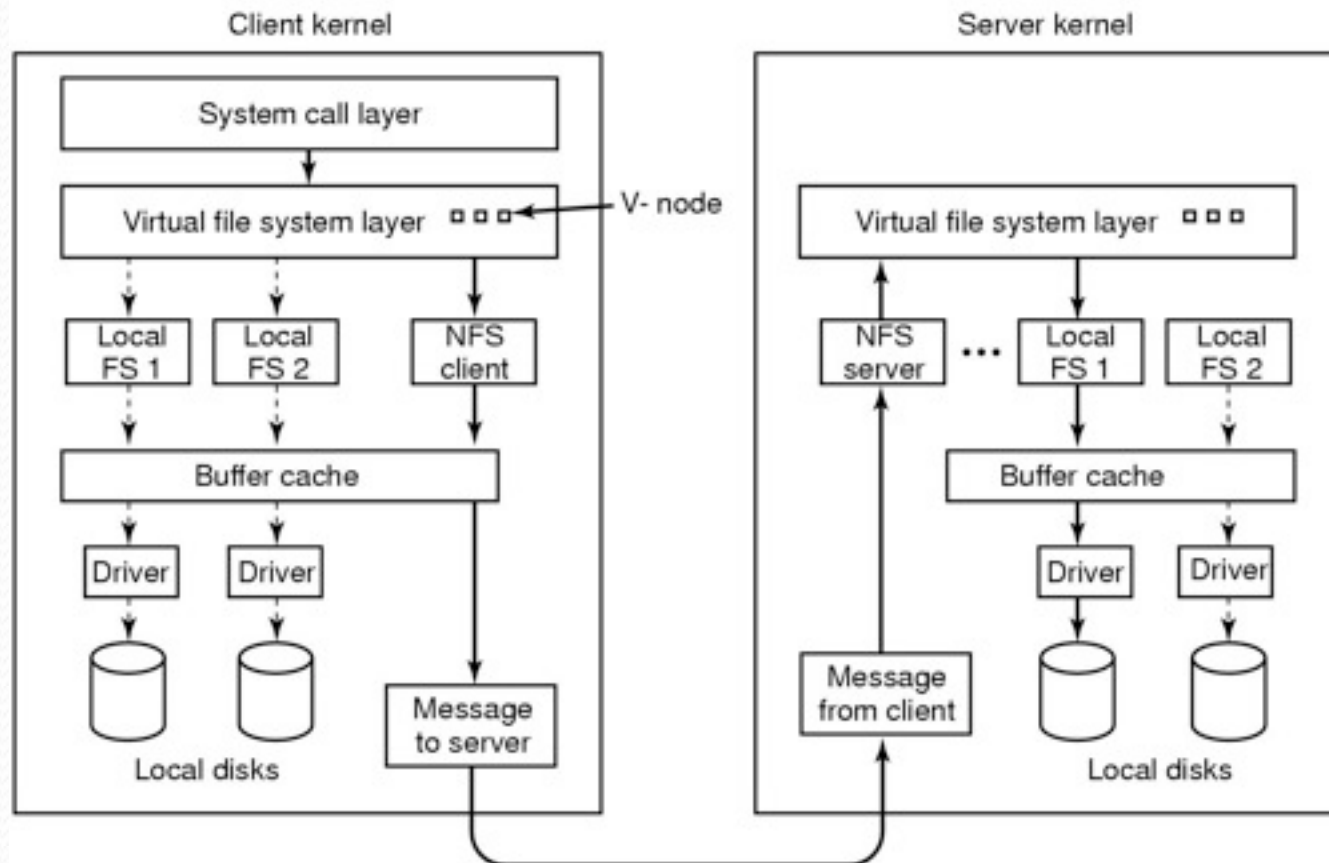 Client kernel
System call layer
Virtual file system layer
V- node
Local
FS 1
Local
FS 2
NFS
client
Buffer cache
Driver
Driver
Message
to server
Local disks
Server kernel
Virtual file system layer
NFS
server
Local
FS 1
Local
FS 2
Buffer cache
Driver
Driver
Message
from client
Local disks